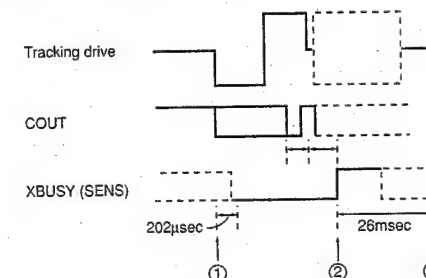 Tracking drive
COUT
XBUSY (SENS)
202μsec
26msec
① ②